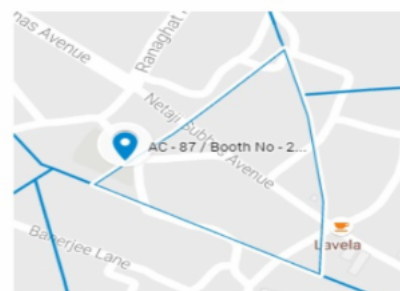 nas Avenue
Ranaghat
Netaji Subhas Avenue
AC - 87 / Booth No - 2...
Lavela
Banerjee Lane